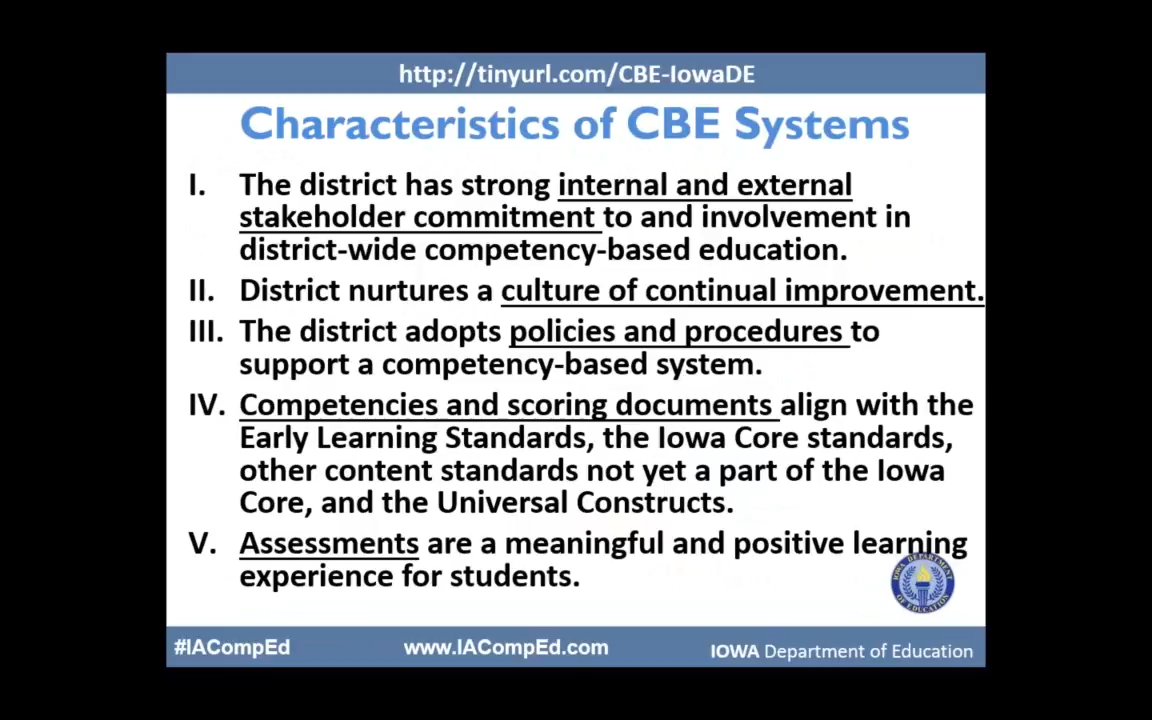 http://tinyurl.com/CBE-IowaDE
Characteristics of CBE Systems
I. The district has strong internal and external
stakeholder commitment to and involvement in
district-wide competency-based education.
II. District nurtures a culture of continual improvement.
III. The district adopts policies and procedures to
support a competency-based system.
IV. Competencies and scoring documents align with the
Early Learning Standards, the Iowa Core standards,
other content standards not yet a part of the Iowa
Core, and the Universal Constructs.
V. Assessments are a meaningful and positive learning
experience for students.
IOWA DEPARTMENT
OF EDUCATION
#IACompEd www.IACompEd.com IOWA Department of Education